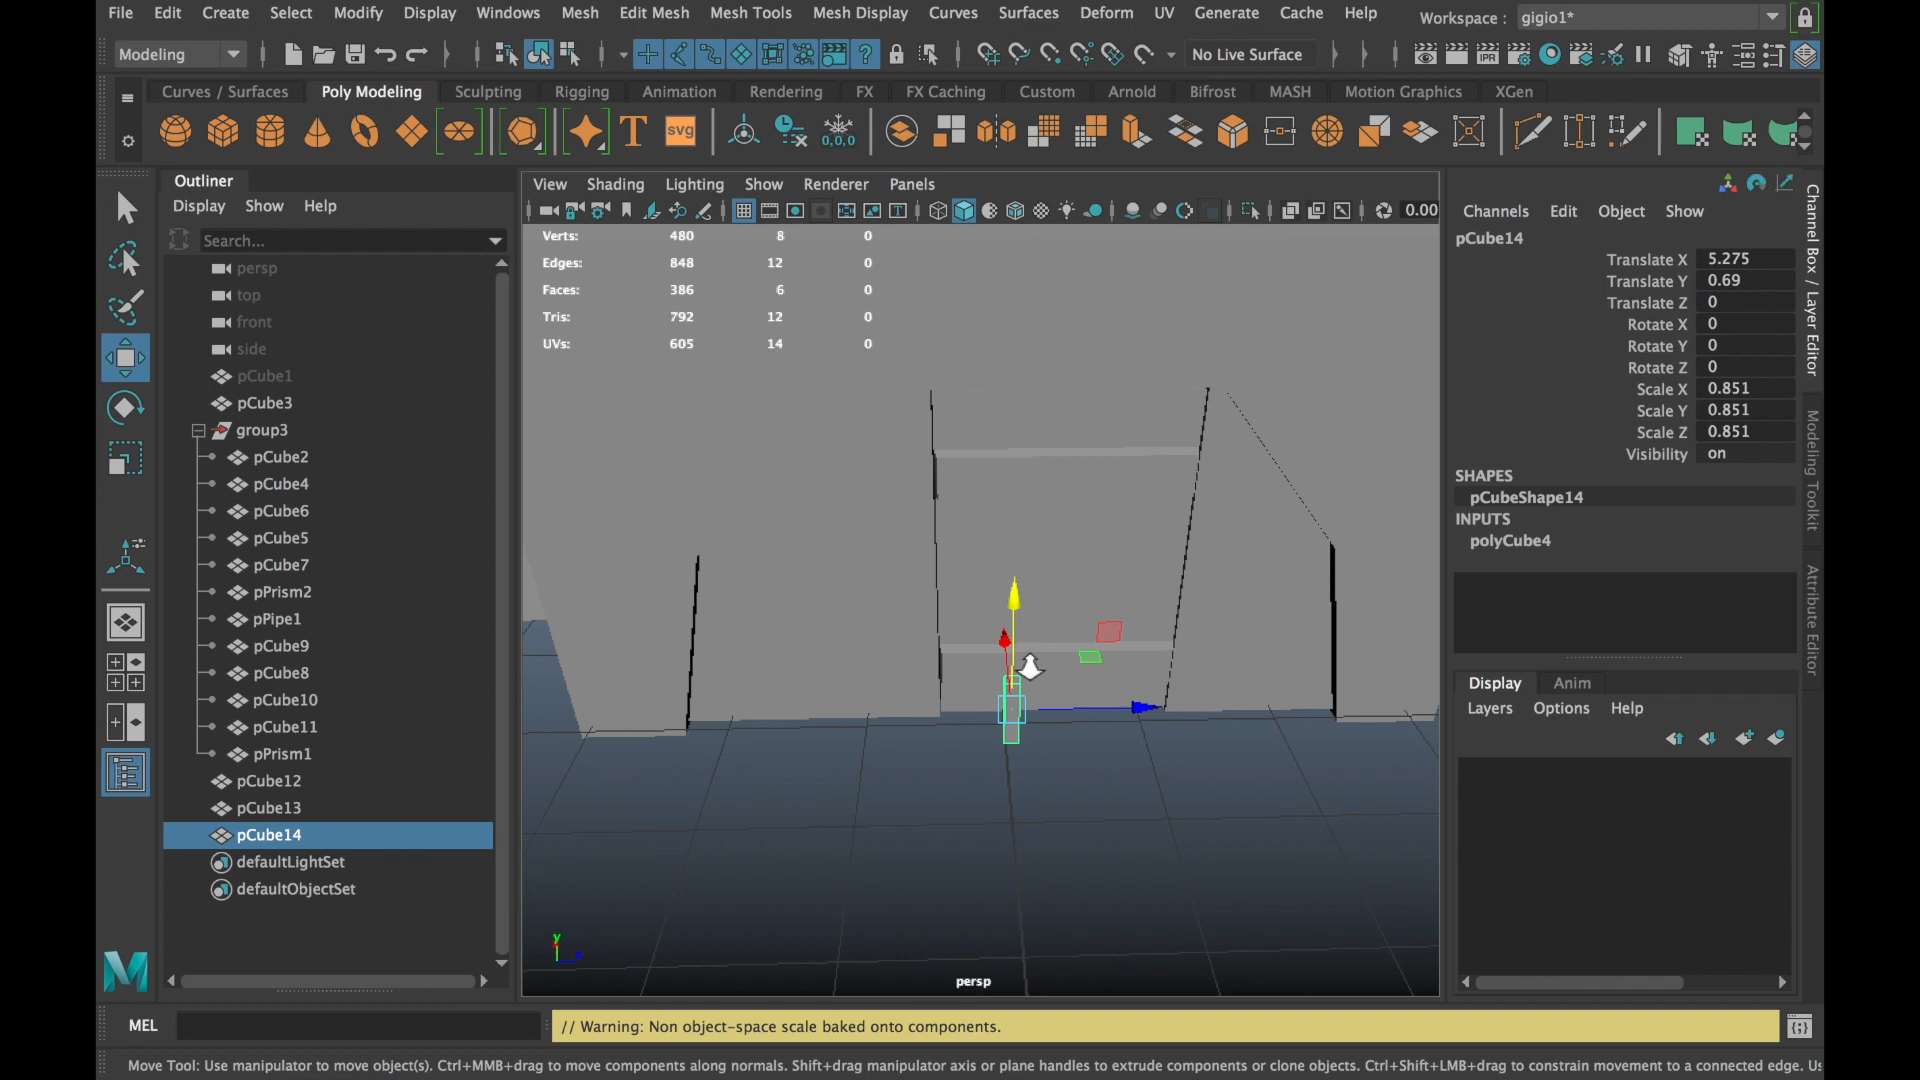 File Edit Create Select Modify Display Windows Mesh Edit Mesh Mesh Tools Mesh Display Curves Surfaces Deform UV Generate Cache Help Workspace : gigio1*
Modeling No Live Surface IPR
Curves / Surfaces Poly Modeling Sculpting Rigging Animation Rendering FX FX Caching Custom Arnold Bifrost MASH Motion Graphics XGen
T svg 0,0,0
Outliner
Display Show Help
Search...
persp
top
front
side
pCube1
pCube3
group3
pCube2
pCube4
pCube6
pCube5
pCube7
pPrism2
pPipe1
pCube9
pCube8
pCube10
pCube11
pPrism1
pCube12
pCube13
pCube14
defaultLightSet
defaultObjectSet
View Shading Lighting Show Renderer Panels
0.00
Verts: 480 8 0
Edges: 848 12 0
Faces: 386 6 0
Tris: 792 12 0
UVs: 605 14 0
y
persp
Channels Edit Object Show
pCube14
Translate X 5.275
Translate Y 0.69
Translate Z 0
Rotate X 0
Rotate Y 0
Rotate Z 0
Scale X 0.851
Scale Y 0.851
Scale Z 0.851
Visibility on
SHAPES
pCubeShape14
INPUTS
polyCube4
Display Anim
Layers Options Help
Channel Box / Layer Editor
Modeling Toolkit
Attribute Editor
M
MEL // Warning: Non object-space scale baked onto components.
Move Tool: Use manipulator to move object(s). Ctrl+MMB+drag to move components along normals. Shift+drag manipulator axis or plane handles to extrude components or clone objects. Ctrl+Shift+LMB+drag to constrain movement to a connected edge. Us